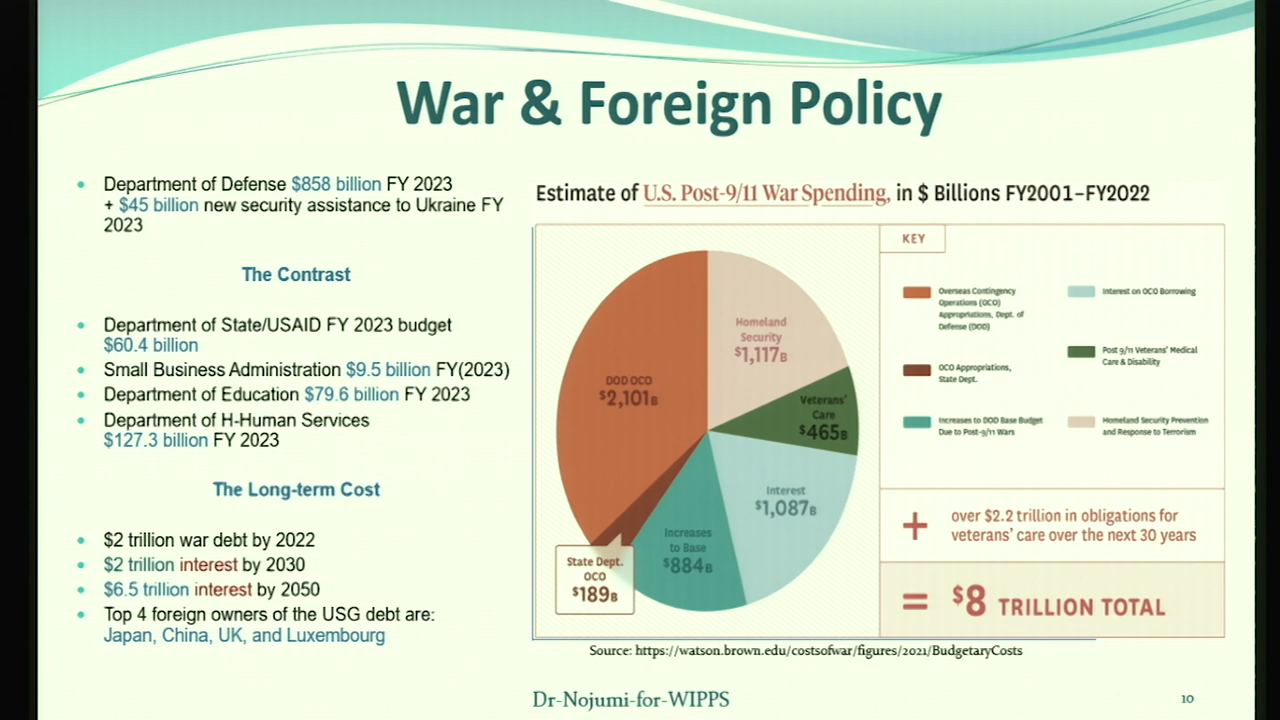 War & Foreign Policy
• Department of Defense $858 billion FY 2023
+ $45 billion new security assistance to Ukraine FY
2023
The Contrast
• Department of State/USAID FY 2023 budget
$60.4 billion
• Small Business Administration $9.5 billion FY(2023)
• Department of Education $79.6 billion FY 2023
• Department of H-Human Services
$127.3 billion FY 2023
The Long-term Cost
• $2 trillion war debt by 2022
• $2 trillion interest by 2030
• $6.5 trillion interest by 2050
• Top 4 foreign owners of the USG debt are:
Japan, China, UK, and Luxembourg
Estimate of U.S. Post-9/11 War Spending, in $ Billions FY2001–FY2022
DOD OCO
$2,101B
Homeland
Security
$1,117B
Veterans'
Care
$465B
Interest
$1,087B
Increases
to Base
$884B
State Dept.
OCO
$189B
KEY
Overseas Contingency
Operations (OCO)
Appropriations, Dept. of
Defense (DOD)
OCO Appropriations,
State Dept.
Increases to DOD Base Budget
Due to Post-9/11 Wars
Interest on OCO Borrowing
Post 9/11 Veterans' Medical
Care & Disability
Homeland Security Prevention
and Response to Terrorism
+ over $2.2 trillion in obligations for
veterans' care over the next 30 years
= $8 TRILLION TOTAL
Source: https://watson.brown.edu/costsofwar/figures/2021/BudgetaryCosts
Dr-Nojumi-for-WIPPS
10